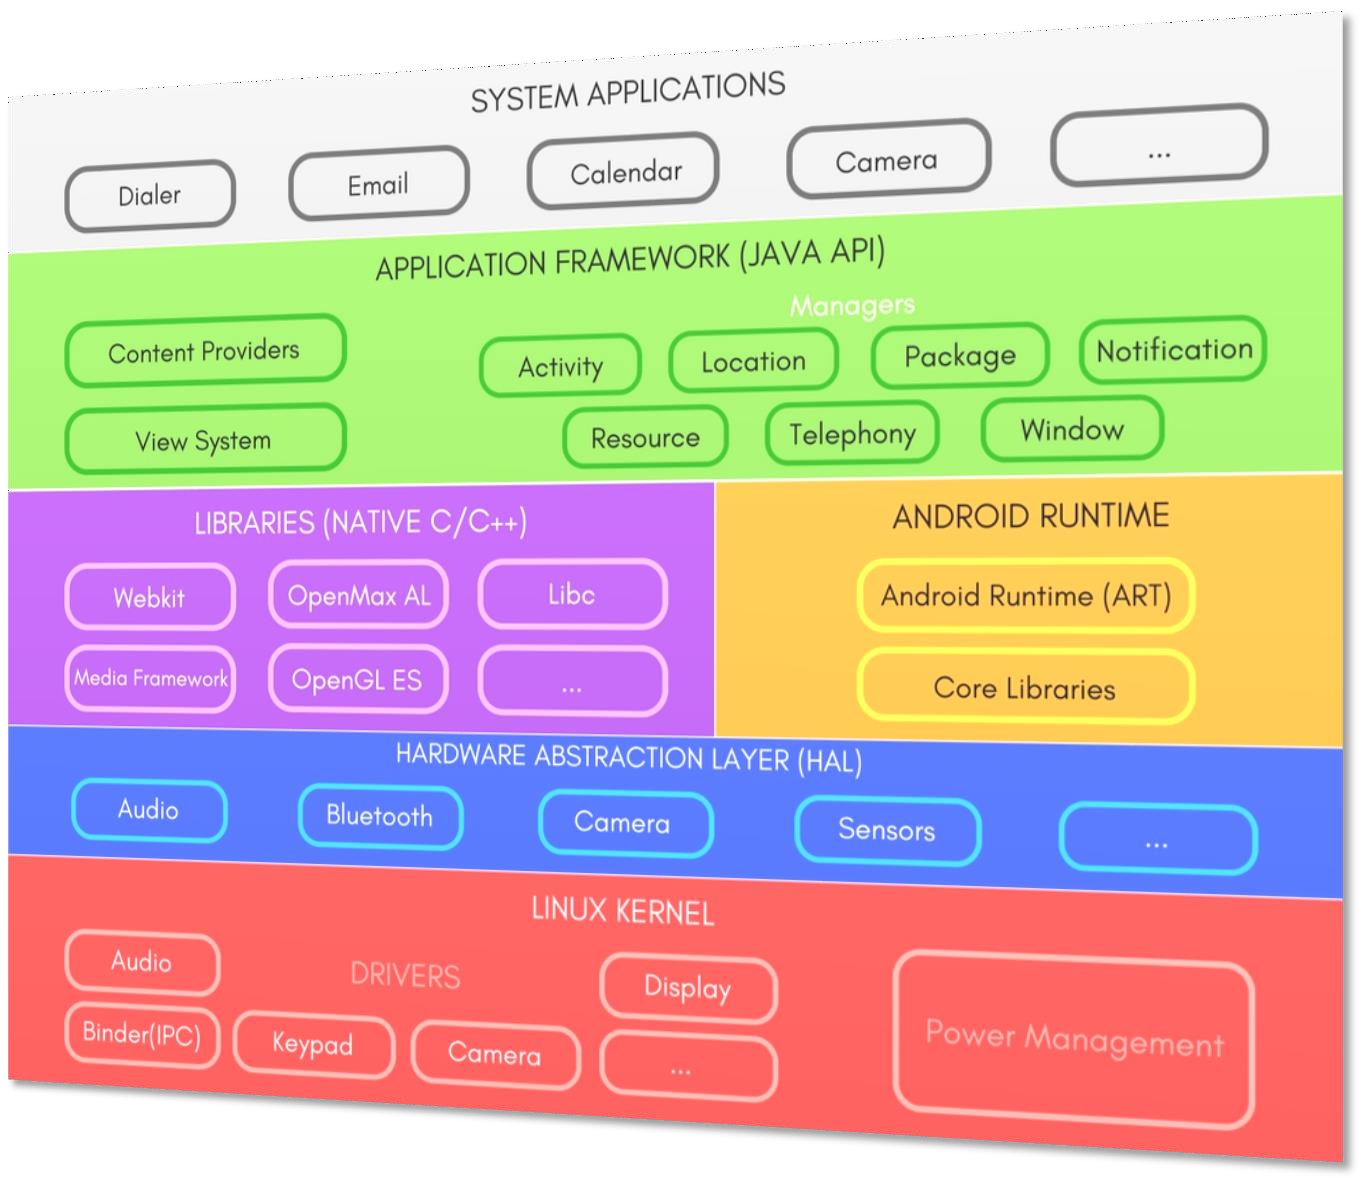 SYSTEM APPLICATIONS
Dialer
Email
Calendar
Camera
...
APPLICATION FRAMEWORK (JAVA API)
Managers
Content Providers
Activity
Location
Package
Notification
View System
Resource
Telephony
Window
LIBRARIES (NATIVE C/C++)
Webkit
OpenMax AL
Libc
Media Framework
OpenGL ES
...
ANDROID RUNTIME
Android Runtime (ART)
Core Libraries
HARDWARE ABSTRACTION LAYER (HAL)
Audio
Bluetooth
Camera
Sensors
...
LINUX KERNEL
Audio
DRIVERS
Display
Binder(IPC)
Keypad
Camera
...
Power Management